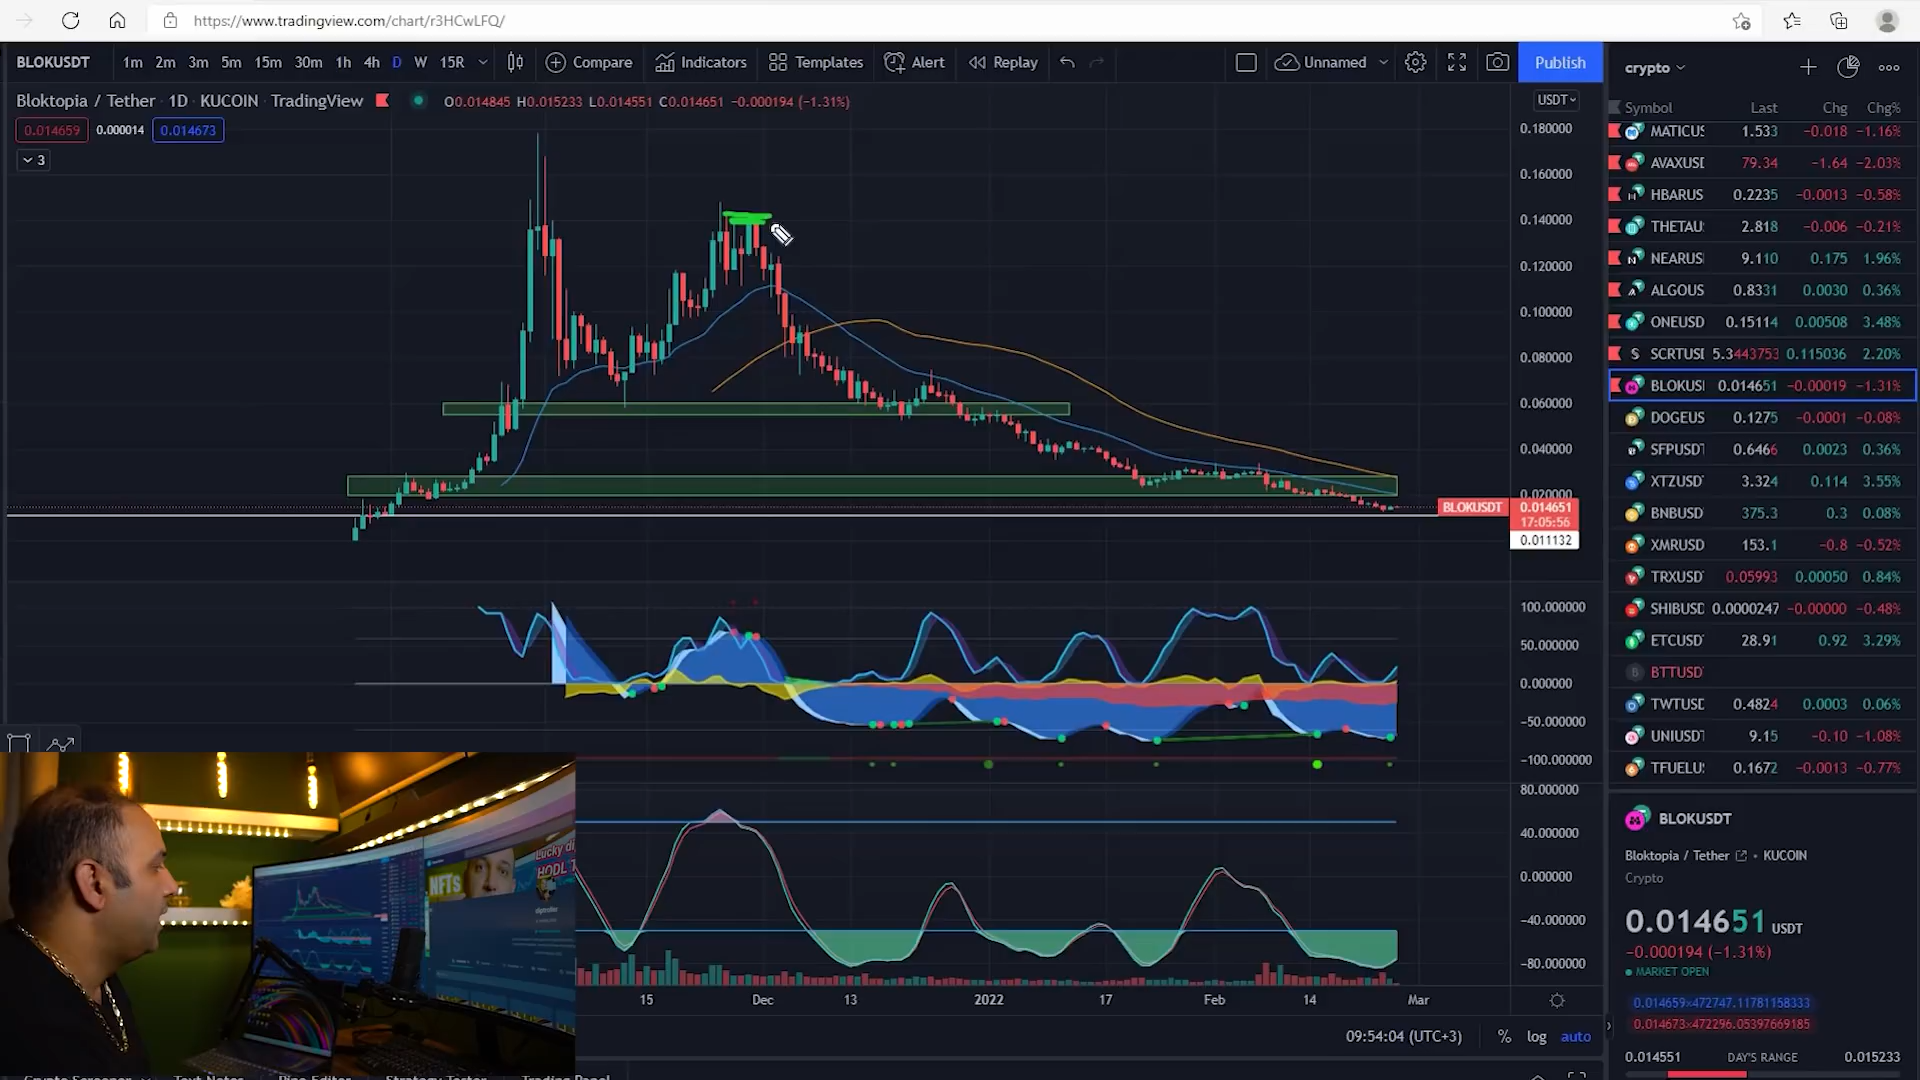 https://www.tradingview.com/chart/r3HCwLFQ/
BLOKUSDT 1m 2m 3m 5m 15m 30m 1h 4h D W 15R Compare Indicators Templates Alert Replay Unnamed Publish
Bloktopia / Tether · 1D · KUCOIN · TradingView O0.014845 H0.015233 L0.014551 C0.014651 −0.000194 (−1.31%)
0.014659 0.000014 0.014673
3
USDT
0.180000
0.160000
0.140000
0.120000
0.100000
0.080000
0.060000
0.040000
0.020000
BLOKUSDT 0.014651
17:05:56
0.011132
100.000000
50.000000
0.000000
−50.000000
−100.000000
80.000000
40.000000
0.000000
−40.000000
−80.000000
15 Dec 13 2022 17 Feb 14 Mar
09:54:04 (UTC+3) % log auto
NFTs
Lucky
HODL
crypto
Symbol Last Chg Chg%
MATICUS 1.533 −0.018 −1.16%
AVAXUSD 79.34 −1.64 −2.03%
HBARUS 0.2235 −0.0013 −0.58%
THETAU 2.818 −0.006 −0.21%
NEARUS 9.110 0.175 1.96%
ALGOUS 0.8331 0.0030 0.36%
ONEUSD 0.15114 0.00508 3.48%
SCRTUS 5.3443753 0.115036 2.20%
BLOKUS 0.014651 −0.00019 −1.31%
DOGEUS 0.1275 −0.0001 −0.08%
SFPUSDT 0.6466 0.0023 0.36%
XTZUSD 3.324 0.114 3.55%
BNBUSD 375.3 0.3 0.08%
XMRUSD 153.1 −0.8 −0.52%
TRXUSD 0.05993 0.00050 0.84%
SHIBUSD 0.0000247 −0.00000 −0.48%
ETCUSD 28.91 0.92 3.29%
BTTUSD
TWTUSD 0.4824 0.0003 0.06%
UNIUSDT 9.15 −0.10 −1.08%
TFUELU 0.1672 −0.0013 −0.77%
BLOKUSDT
Bloktopia / Tether • KUCOIN
Crypto
0.014651 USDT
−0.000194 (−1.31%)
MARKET OPEN
0.014659×472747.11781158333
0.014673×472296.05397669185
0.014551 DAY'S RANGE 0.015233